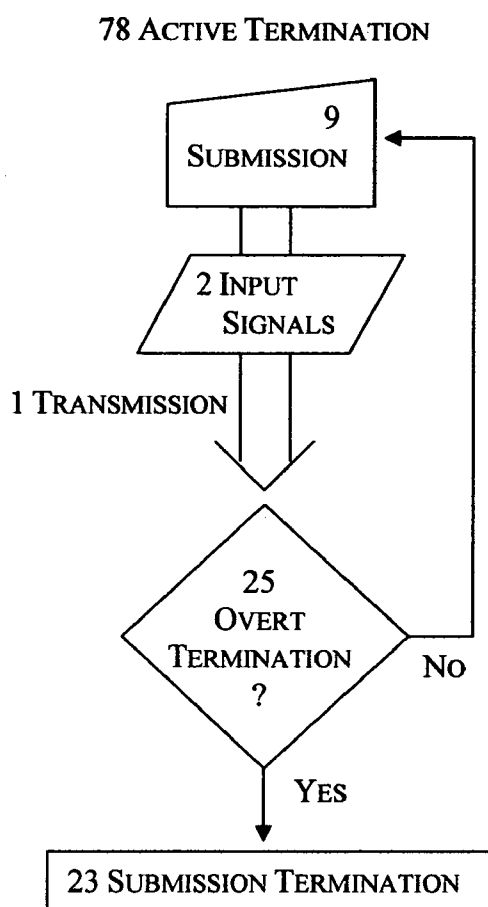 78 ACTIVE TERMINATION
9
SUBMISSION
2 INPUT
SIGNALS
1 TRANSMISSION
25
OVERT
TERMINATION
?
NO
YES
23 SUBMISSION TERMINATION